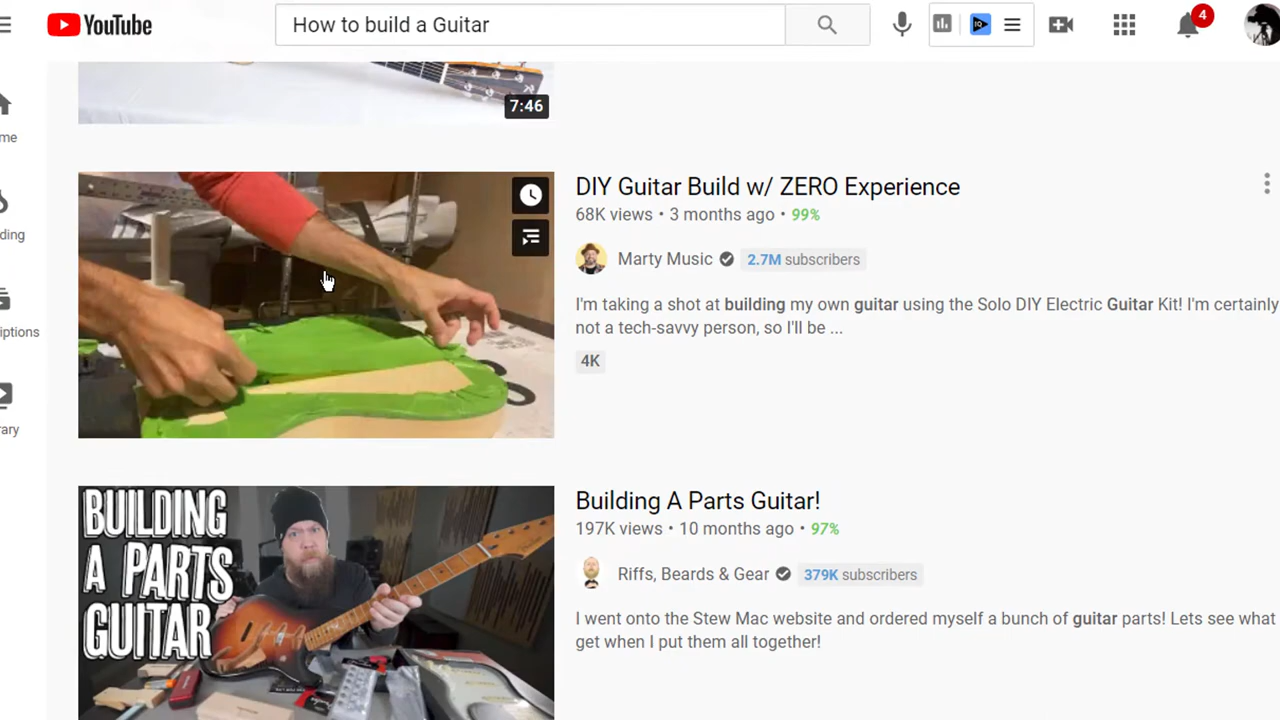 YouTube
How to build a Guitar
4
me
7:46
DIY Guitar Build w/ ZERO Experience
68K views • 3 months ago • 99%
ding
Marty Music
2.7M subscribers
I'm taking a shot at building my own guitar using the Solo DIY Electric Guitar Kit! I'm certainly
not a tech-savvy person, so I'll be ...
iptions
4K
rary
BUILDING
A PARTS
GUITAR
Building A Parts Guitar!
197K views • 10 months ago • 97%
Riffs, Beards & Gear
379K subscribers
I went onto the Stew Mac website and ordered myself a bunch of guitar parts! Lets see what
get when I put them all together!